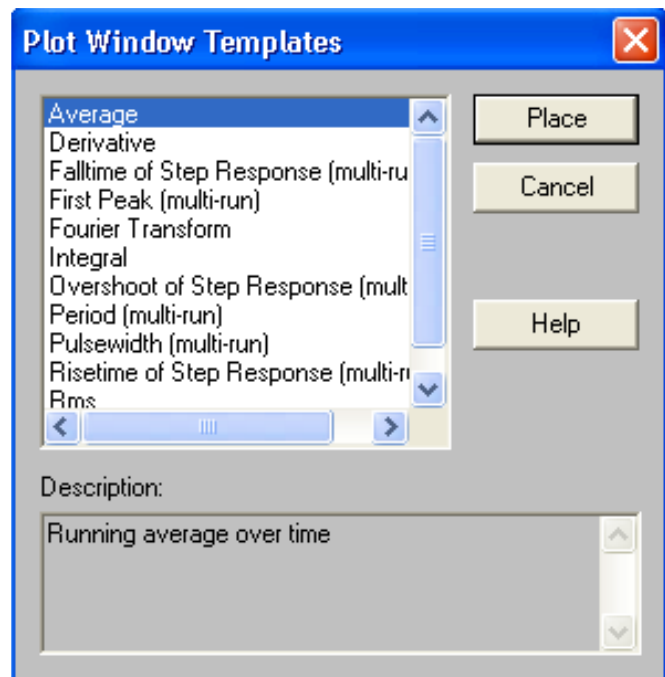 Plot Window Templates
Average
Derivative
Falltime of Step Response (multi-ru
First Peak (multi-run)
Fourier Transform
Integral
Overshoot of Step Response (mult
Period (multi-run)
Pulsewidth (multi-run)
Risetime of Step Response (multi-r
Rms
Place
Cancel
Help
Description:
Running average over time